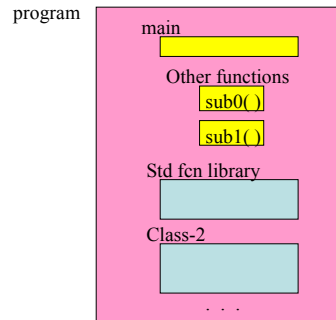 program
main
Other functions
sub0( )
sub1( )
Std fcn library
Class-2
. . .